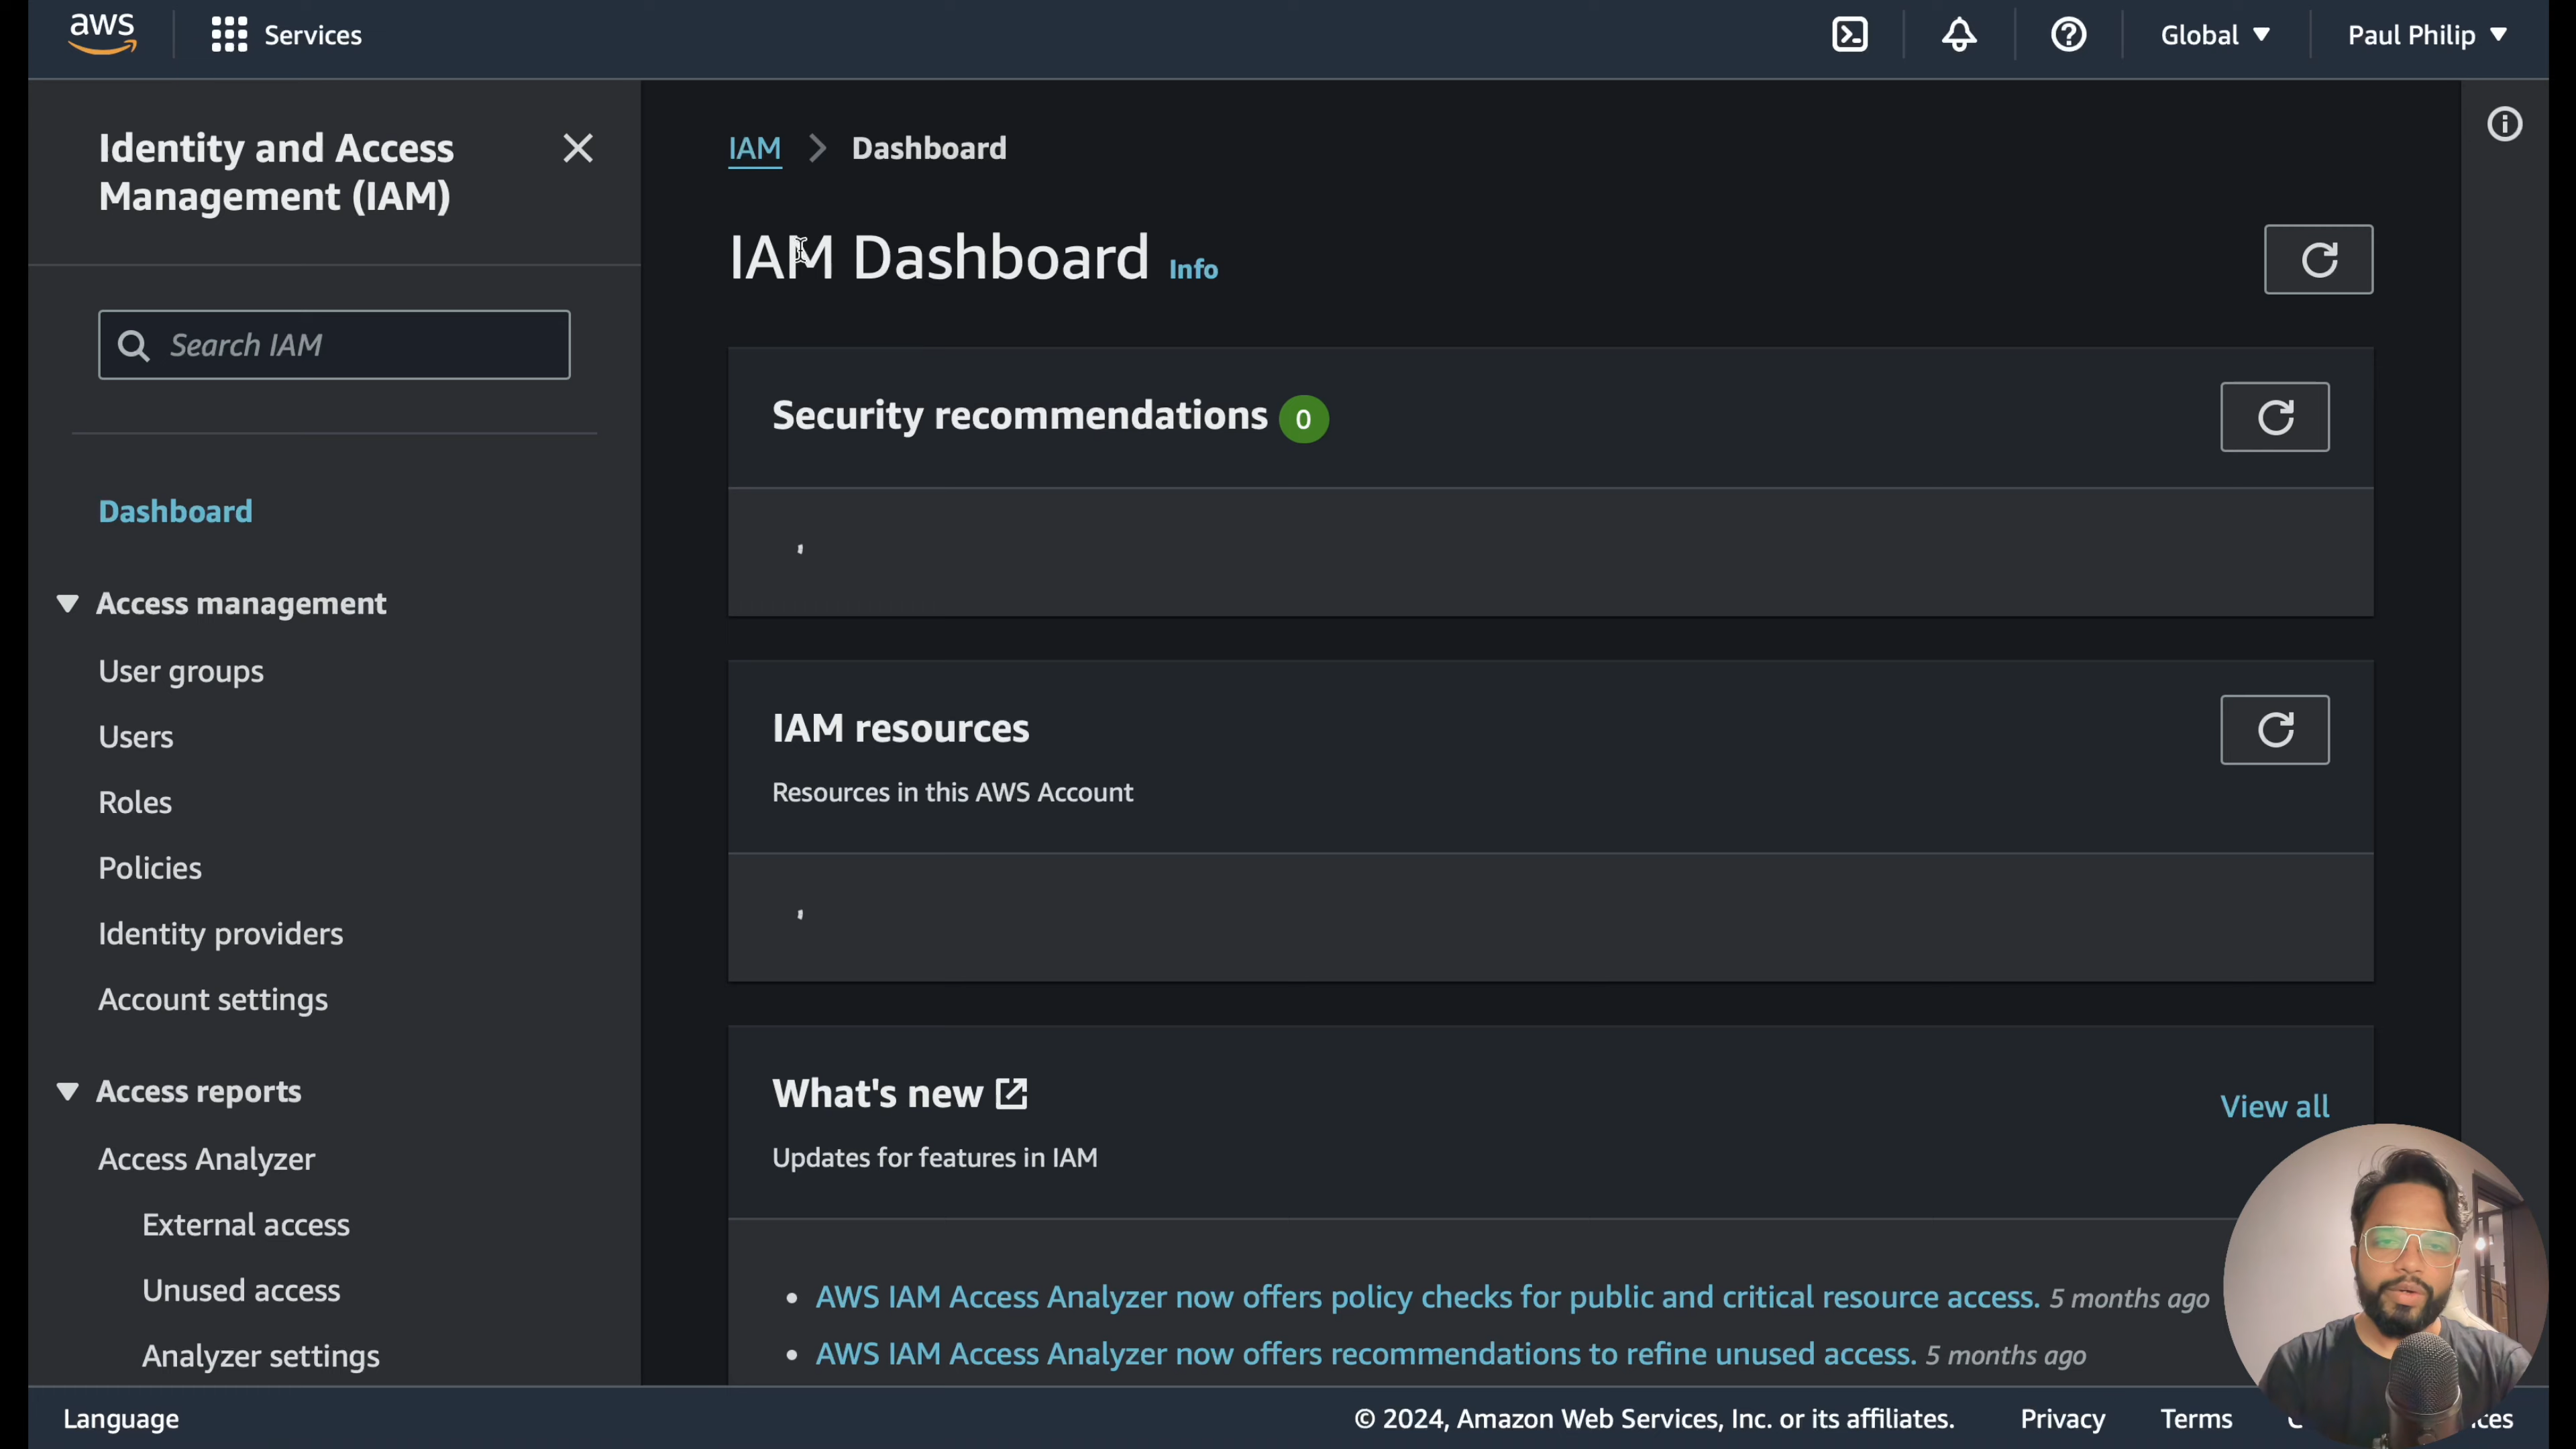 aws
Services
Global
Paul Philip
Identity and Access
Management (IAM)
Search IAM
Dashboard
Access management
User groups
Users
Roles
Policies
Identity providers
Account settings
Access reports
Access Analyzer
External access
Unused access
Analyzer settings
IAM
Dashboard
IAM Dashboard Info
Security recommendations 0
IAM resources
Resources in this AWS Account
What's new
View all
Updates for features in IAM
AWS IAM Access Analyzer now offers policy checks for public and critical resource access. 5 months ago
AWS IAM Access Analyzer now offers recommendations to refine unused access. 5 months ago
Language
© 2024, Amazon Web Services, Inc. or its affiliates.
Privacy
Terms